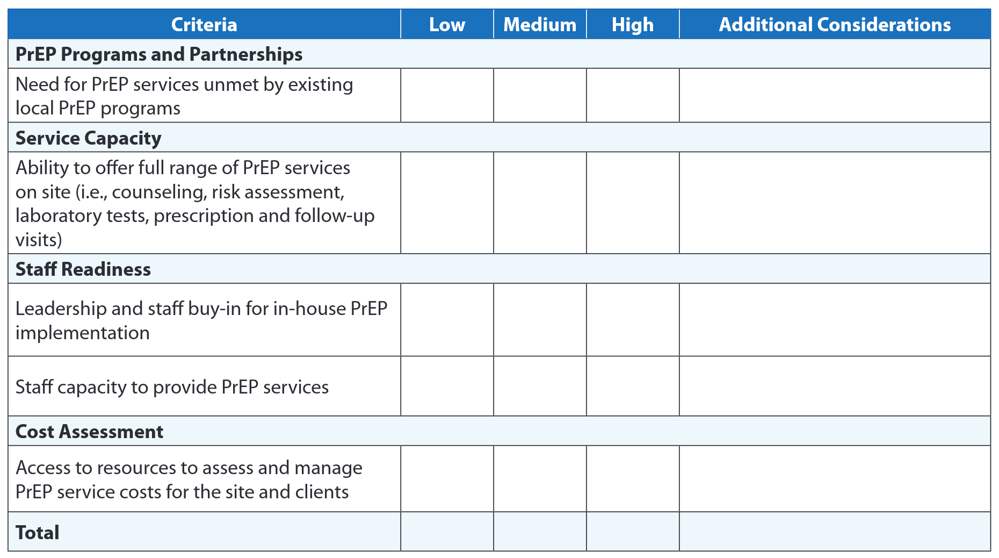 Criteria Low Medium High Additional Considerations
PrEP Programs and Partnerships
Need for PrEP services unmet by existing
local PrEP programs
Service Capacity
Ability to offer full range of PrEP services
on site (i.e., counseling, risk assessment,
laboratory tests, prescription and follow-up
visits)
Staff Readiness
Leadership and staff buy-in for in-house PrEP
implementation
Staff capacity to provide PrEP services
Cost Assessment
Access to resources to assess and manage
PrEP service costs for the site and clients
Total